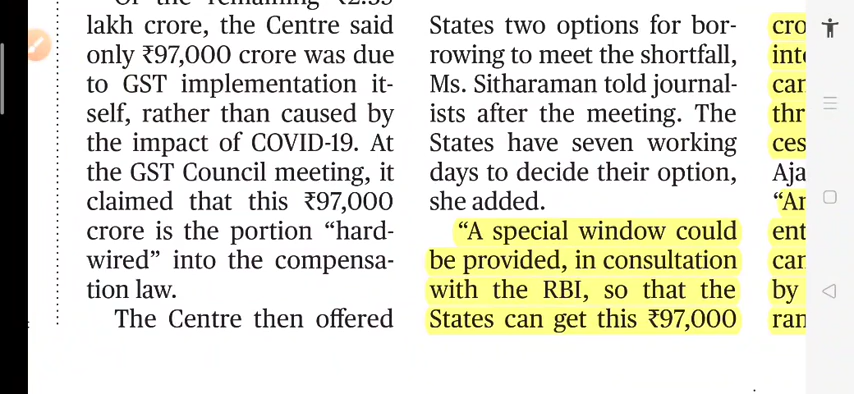 lakh crore, the Centre said
only ₹97,000 crore was due
to GST implementation it-
self, rather than caused by
the impact of COVID-19. At
the GST Council meeting, it
claimed that this ₹97,000
crore is the portion “hard-
wired” into the compensa-
tion law.
The Centre then offered
States two options for bor-
rowing to meet the shortfall,
Ms. Sitharaman told journal-
ists after the meeting. The
States have seven working
days to decide their option,
she added.
“A special window could
be provided, in consultation
with the RBI, so that the
States can get this ₹97,000
cro
inte
can
thr
ces
Aja
“An
ent
can
by
ran